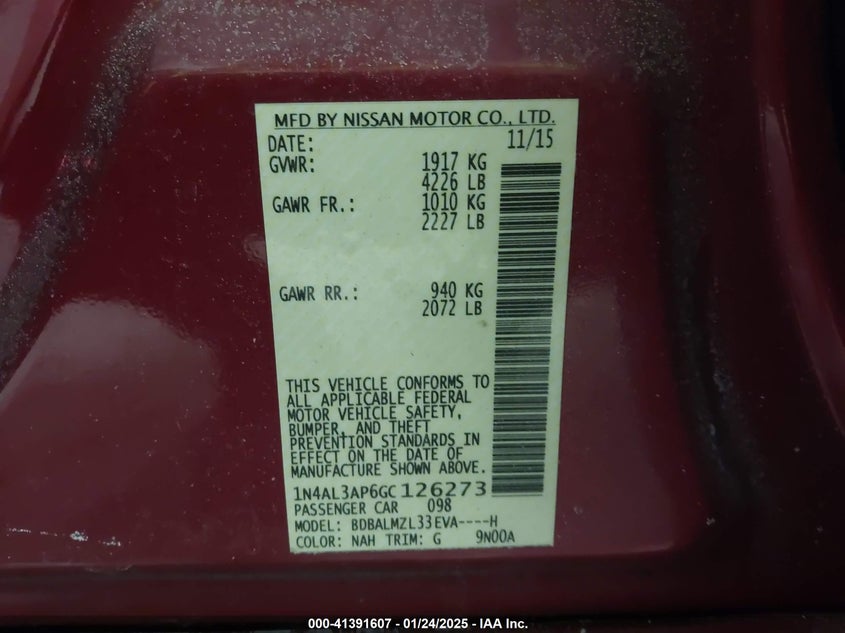 MFD BY NISSAN MOTOR CO., LTD.
DATE: 11/15
GVWR: 1917 KG
4226 LB
GAWR FR.: 1010 KG
2227 LB
GAWR RR.: 940 KG
2072 LB
THIS VEHICLE CONFORMS TO
ALL APPLICABLE FEDERAL
MOTOR VEHICLE SAFETY,
BUMPER, AND THEFT
PREVENTION STANDARDS IN
EFFECT ON THE DATE OF
MANUFACTURE SHOWN ABOVE.
1N4AL3AP6GC126273
PASSENGER CAR 098
MODEL: BDBALMZL33EVA----H
COLOR: NAH TRIM: G 9N00A
000-41391607 - 01/24/2025 - IAA Inc.